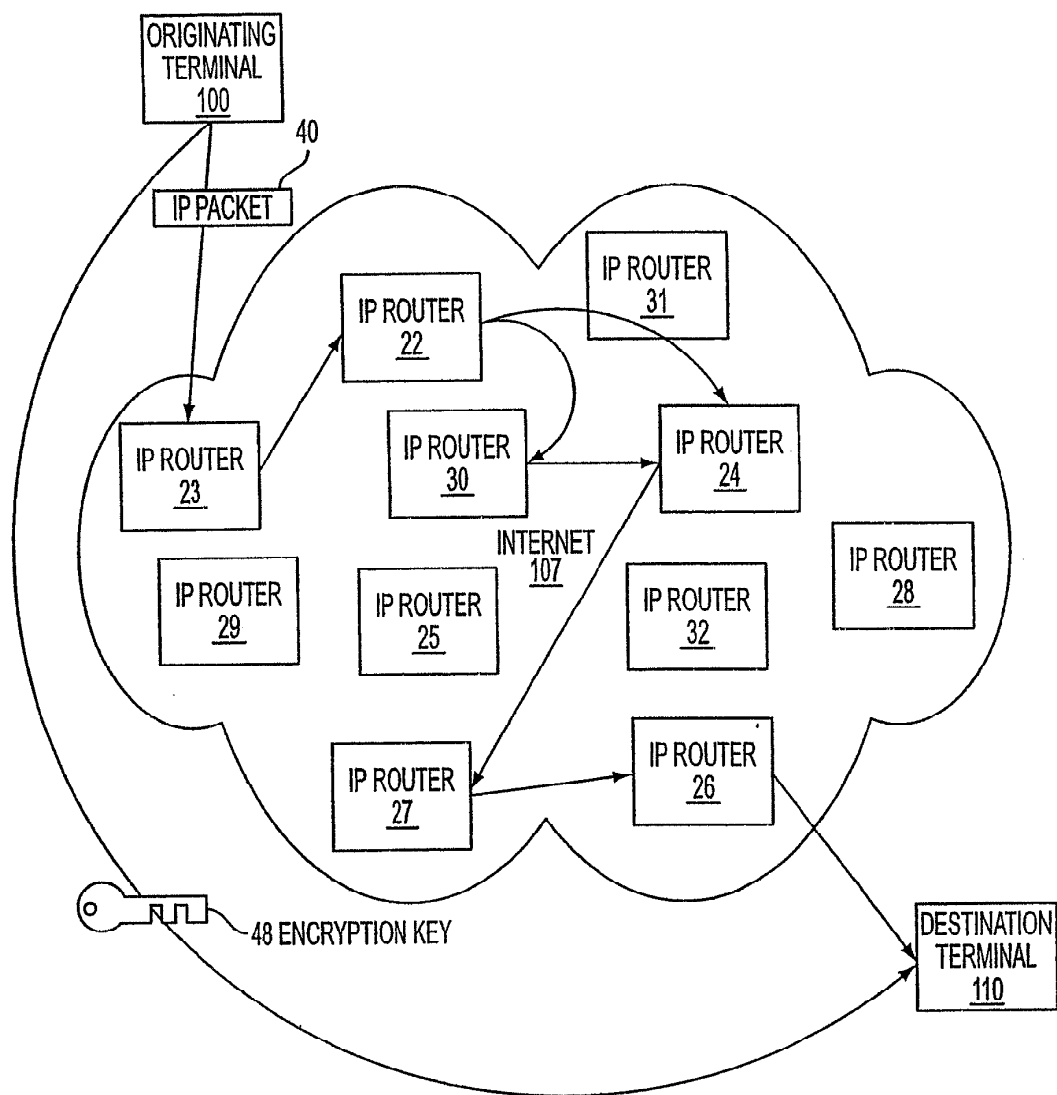 ORIGINATING
TERMINAL
100
40
IP PACKET
IP ROUTER
31
IP ROUTER
22
IP ROUTER
23
IP ROUTER
30
IP ROUTER
24
INTERNET
107
IP ROUTER
28
IP ROUTER
29
IP ROUTER
25
IP ROUTER
32
IP ROUTER
27
IP ROUTER
26
48 ENCRYPTION KEY
DESTINATION
TERMINAL
110